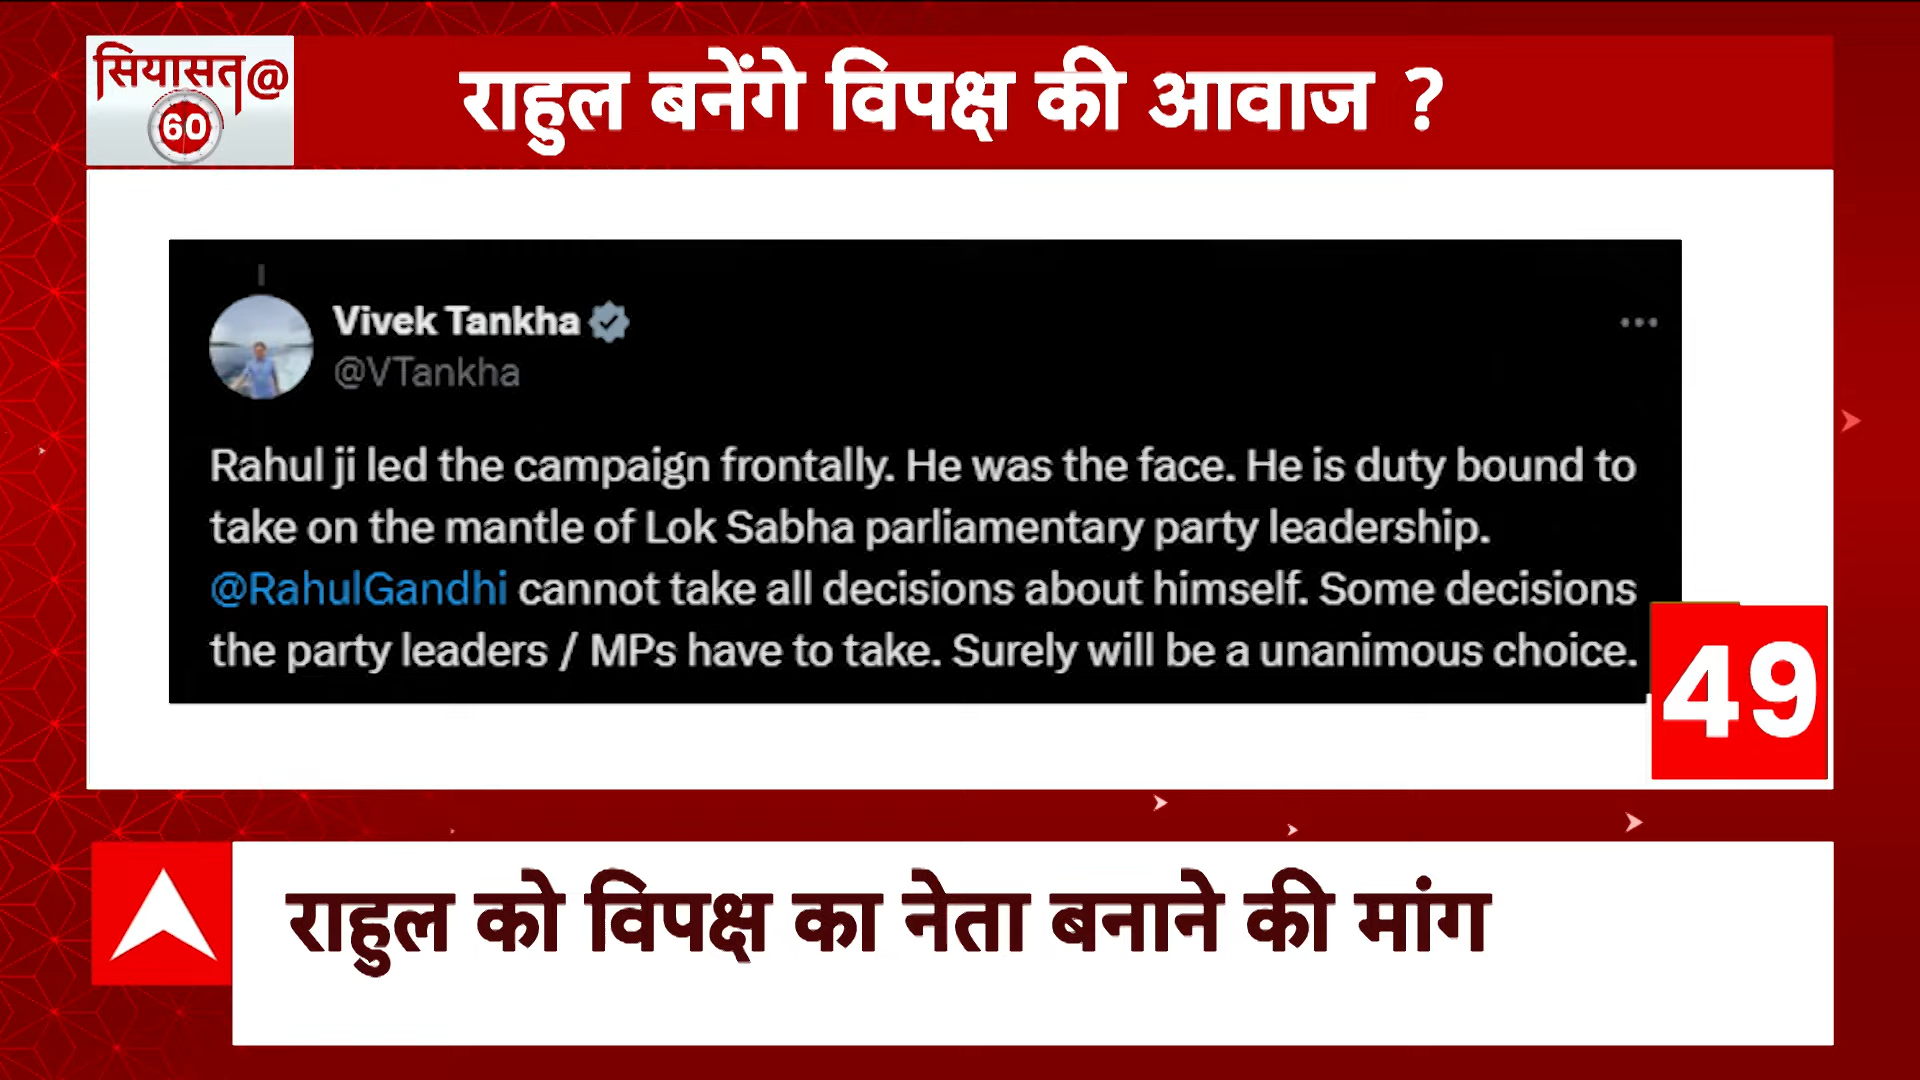 सियासत@
60
राहुल बनेंगे विपक्ष की आवाज ?
Vivek Tankha
@VTankha
Rahul ji led the campaign frontally. He was the face. He is duty bound to
take on the mantle of Lok Sabha parliamentary party leadership.
@RahulGandhi cannot take all decisions about himself. Some decisions
the party leaders / MPs have to take. Surely will be a unanimous choice.
49
राहुल को विपक्ष का नेता बनाने की मांग